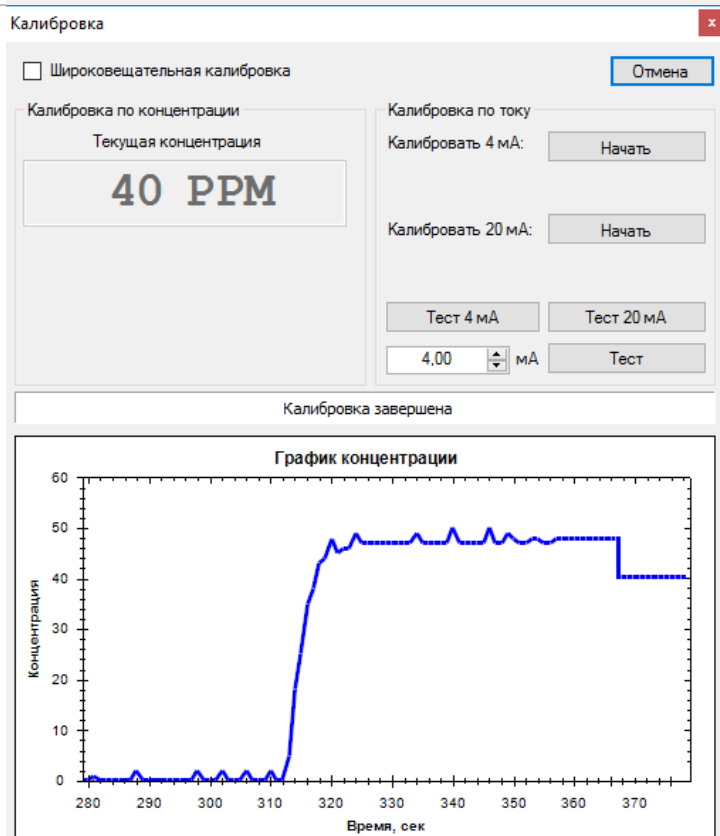 Калибровка
x
Широковещательная калибровка
Отмена
Калибровка по концентрации
Текущая концентрация
40 PPM
Калибровка по току
Калибровать 4 мА:
Начать
Калибровать 20 мА:
Начать
Тест 4 мА
Тест 20 мА
4,00
мА
Тест
Калибровка завершена
График концентрации
60
50
40
30
20
10
0
Концентрация
280 290 300 310 320 330 340 350 360 370
Время, сек